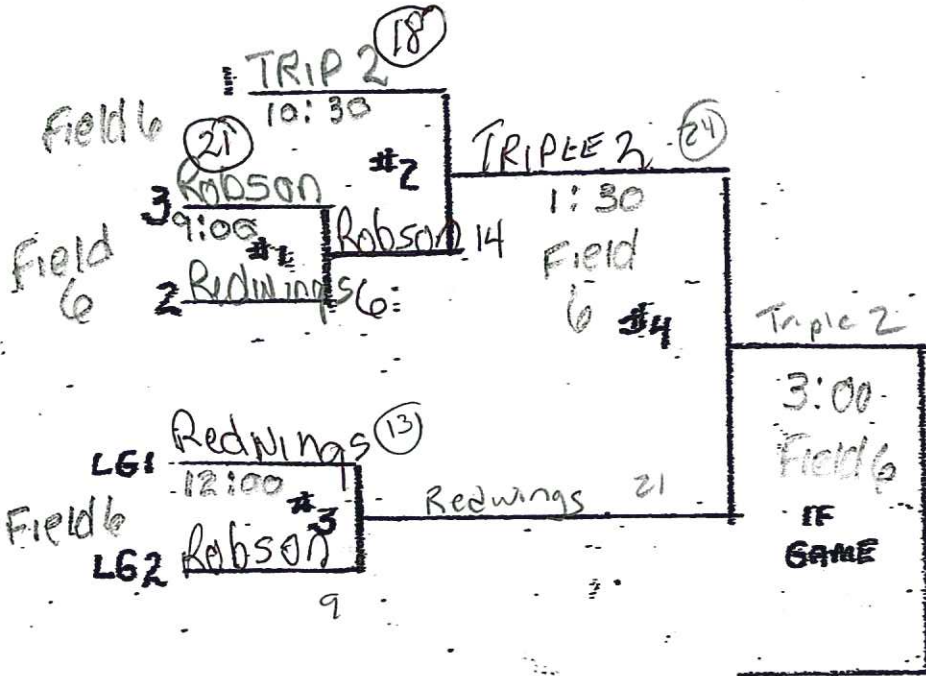 TRIP 2 18
10:30
Field 6
#2
21
3 Robson
9:00
Field
6
#1
2 Redwings 6
Robson 14
TRIPLE 2 24
1:30
Field
6 #4
Triple 2
3:00
Field 6
IF
GAME
LG1 Redwings 13
12:00
Field 6
#3
LG2 Robson
9
Redwings 21